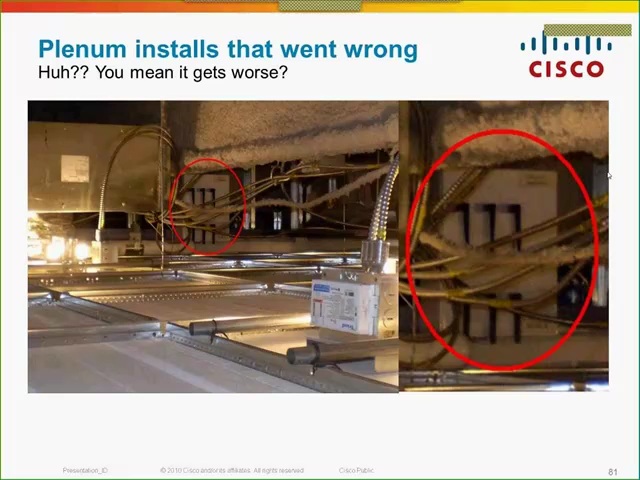 Plenum installs that went wrong
Huh?? You mean it gets worse?
CISCO
Presentation_ID
© 2010 Cisco and/or its affiliates. All rights reserved.
Cisco Public
81